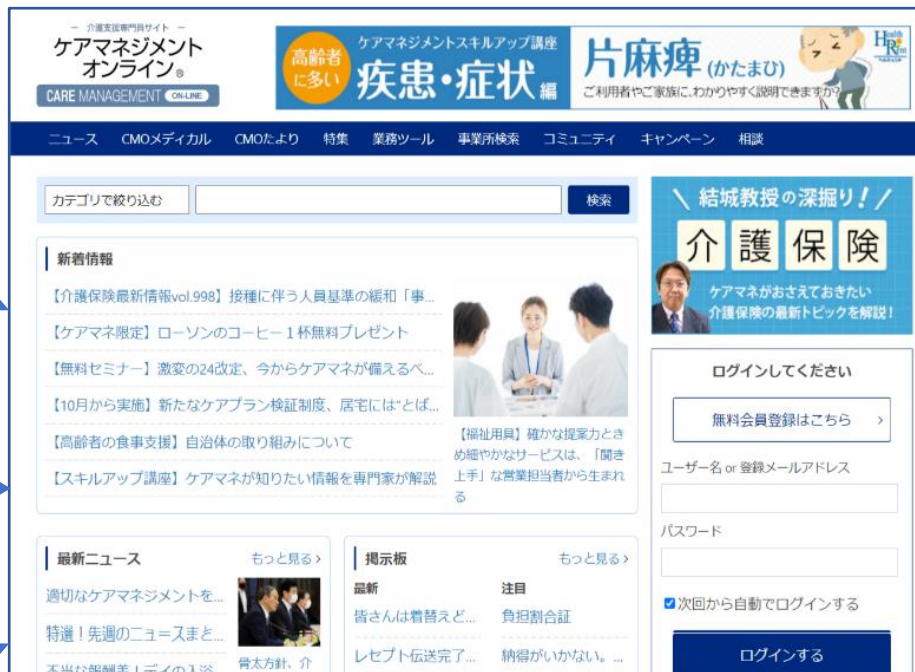 － 介護支援専門員サイト －
ケアマネジメント
オンライン®
CARE MANAGEMENT ON-LINE
高齢者
に多い
ケアマネジメントスキルアップ講座
疾患・症状編
片麻痺 (かたまひ)
ご利用者やご家族に、わかりやすく説明できますか?
Health
Rent
ニュース CMOメディカル CMOだより 特集 業務ツール 事業所検索 コミュニティ キャンペーン 相談
カテゴリで絞り込む
検索
新着情報
【介護保険最新情報vol.998】接種に伴う人員基準の緩和「事...
【ケアマネ限定】ローソンのコーヒー１杯無料プレゼント
【無料セミナー】激変の24改定、今からケアマネが備えるべ...
【10月から実施】新たなケアプラン検証制度、居宅には"とば...
【高齢者の食事支援】自治体の取り組みについて
【スキルアップ講座】ケアマネが知りたい情報を専門家が解説
【福祉用具】確かな提案力とき
め細やかなサービスは、「聞き
上手」な営業担当者から生まれ
る
結城教授の深掘り！
介護保険
ケアマネがおさえておきたい
介護保険の最新トピックを解説！
ログインしてください
無料会員登録はこちら ›
ユーザー名 or 登録メールアドレス
パスワード
次回から自動でログインする
ログインする
最新ニュース もっと見る ›
適切なケアマネジメントを...
特選！先週のニュースまと...
不当な報酬差！デイの入浴
骨太方針、介
掲示板 もっと見る ›
最新 注目
皆さんは着替えど... 負担割合証
レセプト伝送完了... 納得がいかない。...